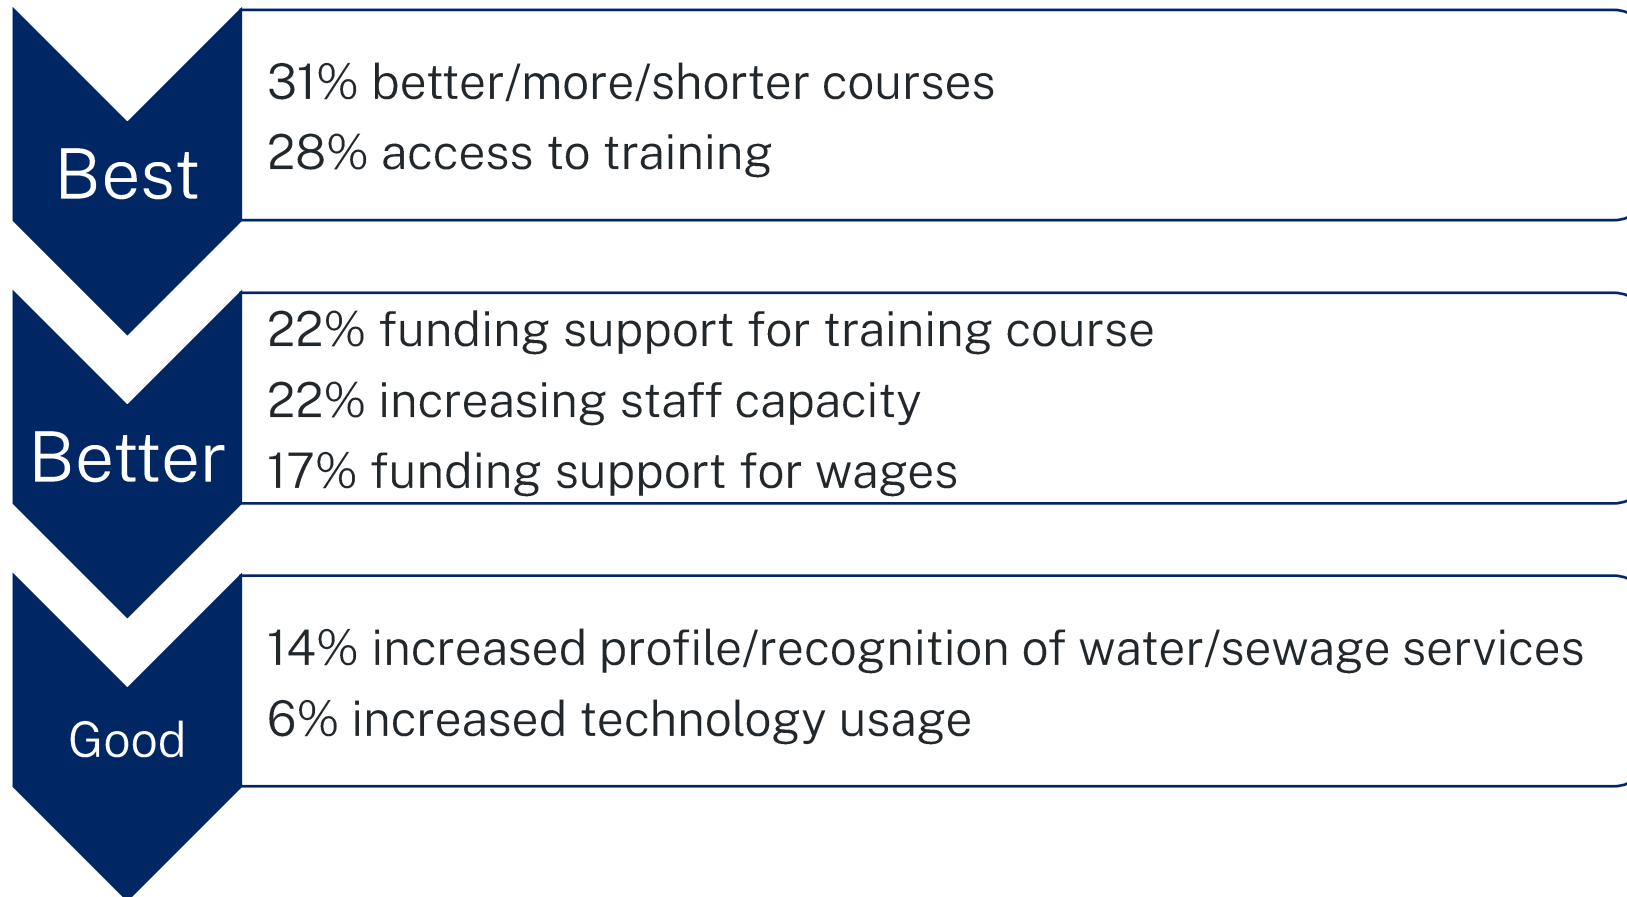 Best
31% better/more/shorter courses
28% access to training
Better
22% funding support for training course
22% increasing staff capacity
17% funding support for wages
Good
14% increased profile/recognition of water/sewage services
6% increased technology usage